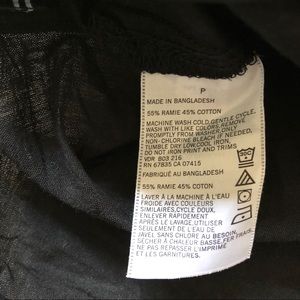 P
MADE IN BANGLADESH
55% RAMIE 45% COTTON
MACHINE WASH COLD,GENTLE CYCLE.
WASH WITH LIKE COLORS,REMOVE
PROMPTLY FROM WASHER,ONLY
NON-CHLORINE BLEACH IF NEEDED,
TUMBLE DRY LOW,COOL IRON.
DO NOT IRON PRINT AND TRIMS
VDR 803 216
RN 67835 CA 07415
FABRIQUÉ AU BANGLADESH
55% RAMIE 45% COTON
LAVER À LA MACHINE À L'EAU
FROIDE AVEC COULEURS
SIMILAIRES,CYCLE DOUX,
ENLEVER RAPIDEMENT
APRÈS LE LAVAGE,UTILISER
SEULEMENT DE L'EAU DE
JAVEL SANS CHLORE AU BESOIN,
SÉCHER À CHALEUR BASSE,FER TIÈDE,
NE PAS REPASSER L'IMPRIMÉ
ET LES GARNITURES.